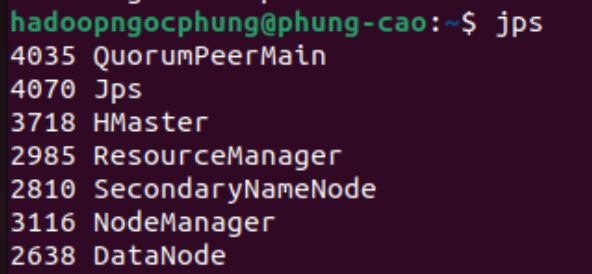 hadoopngocphung@phung-cao:~$ jps
4035 QuorumPeerMain
4070 Jps
3718 HMaster
2985 ResourceManager
2810 SecondaryNameNode
3116 NodeManager
2638 DataNode